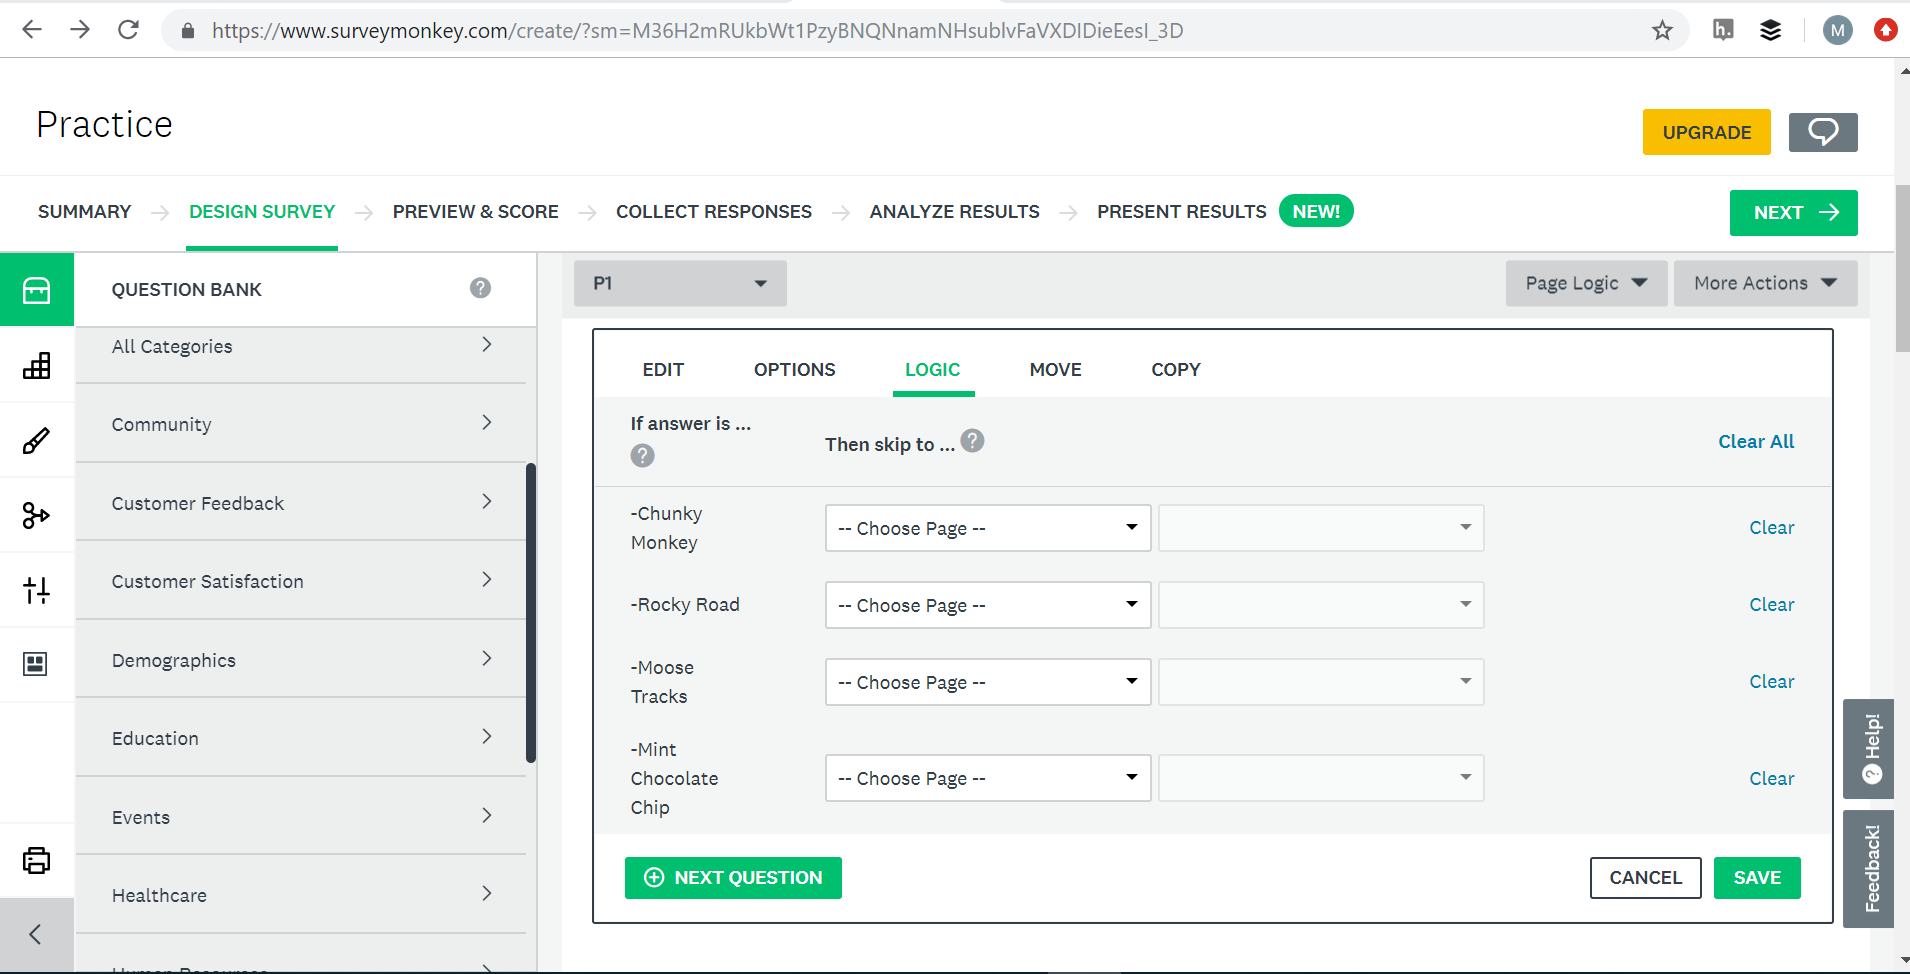 https://www.surveymonkey.com/create/?sm=M36H2mRUkbWt1PzyBNQNnamNHsublvFaVXDIDieEesI_3D
h.
M
Practice
UPGRADE
SUMMARY
DESIGN SURVEY
PREVIEW & SCORE
COLLECT RESPONSES
ANALYZE RESULTS
PRESENT RESULTS
NEW!
NEXT
QUESTION BANK
?
All Categories
Community
Customer Feedback
Customer Satisfaction
Demographics
Education
Events
Healthcare
Human Resources
P1
Page Logic
More Actions
EDIT
OPTIONS
LOGIC
MOVE
COPY
If answer is ...
?
Then skip to ... ?
Clear All
-Chunky
Monkey
-- Choose Page --
Clear
-Rocky Road
-- Choose Page --
Clear
-Moose
Tracks
-- Choose Page --
Clear
-Mint
Chocolate
Chip
-- Choose Page --
Clear
NEXT QUESTION
CANCEL
SAVE
? Help!
Feedback!